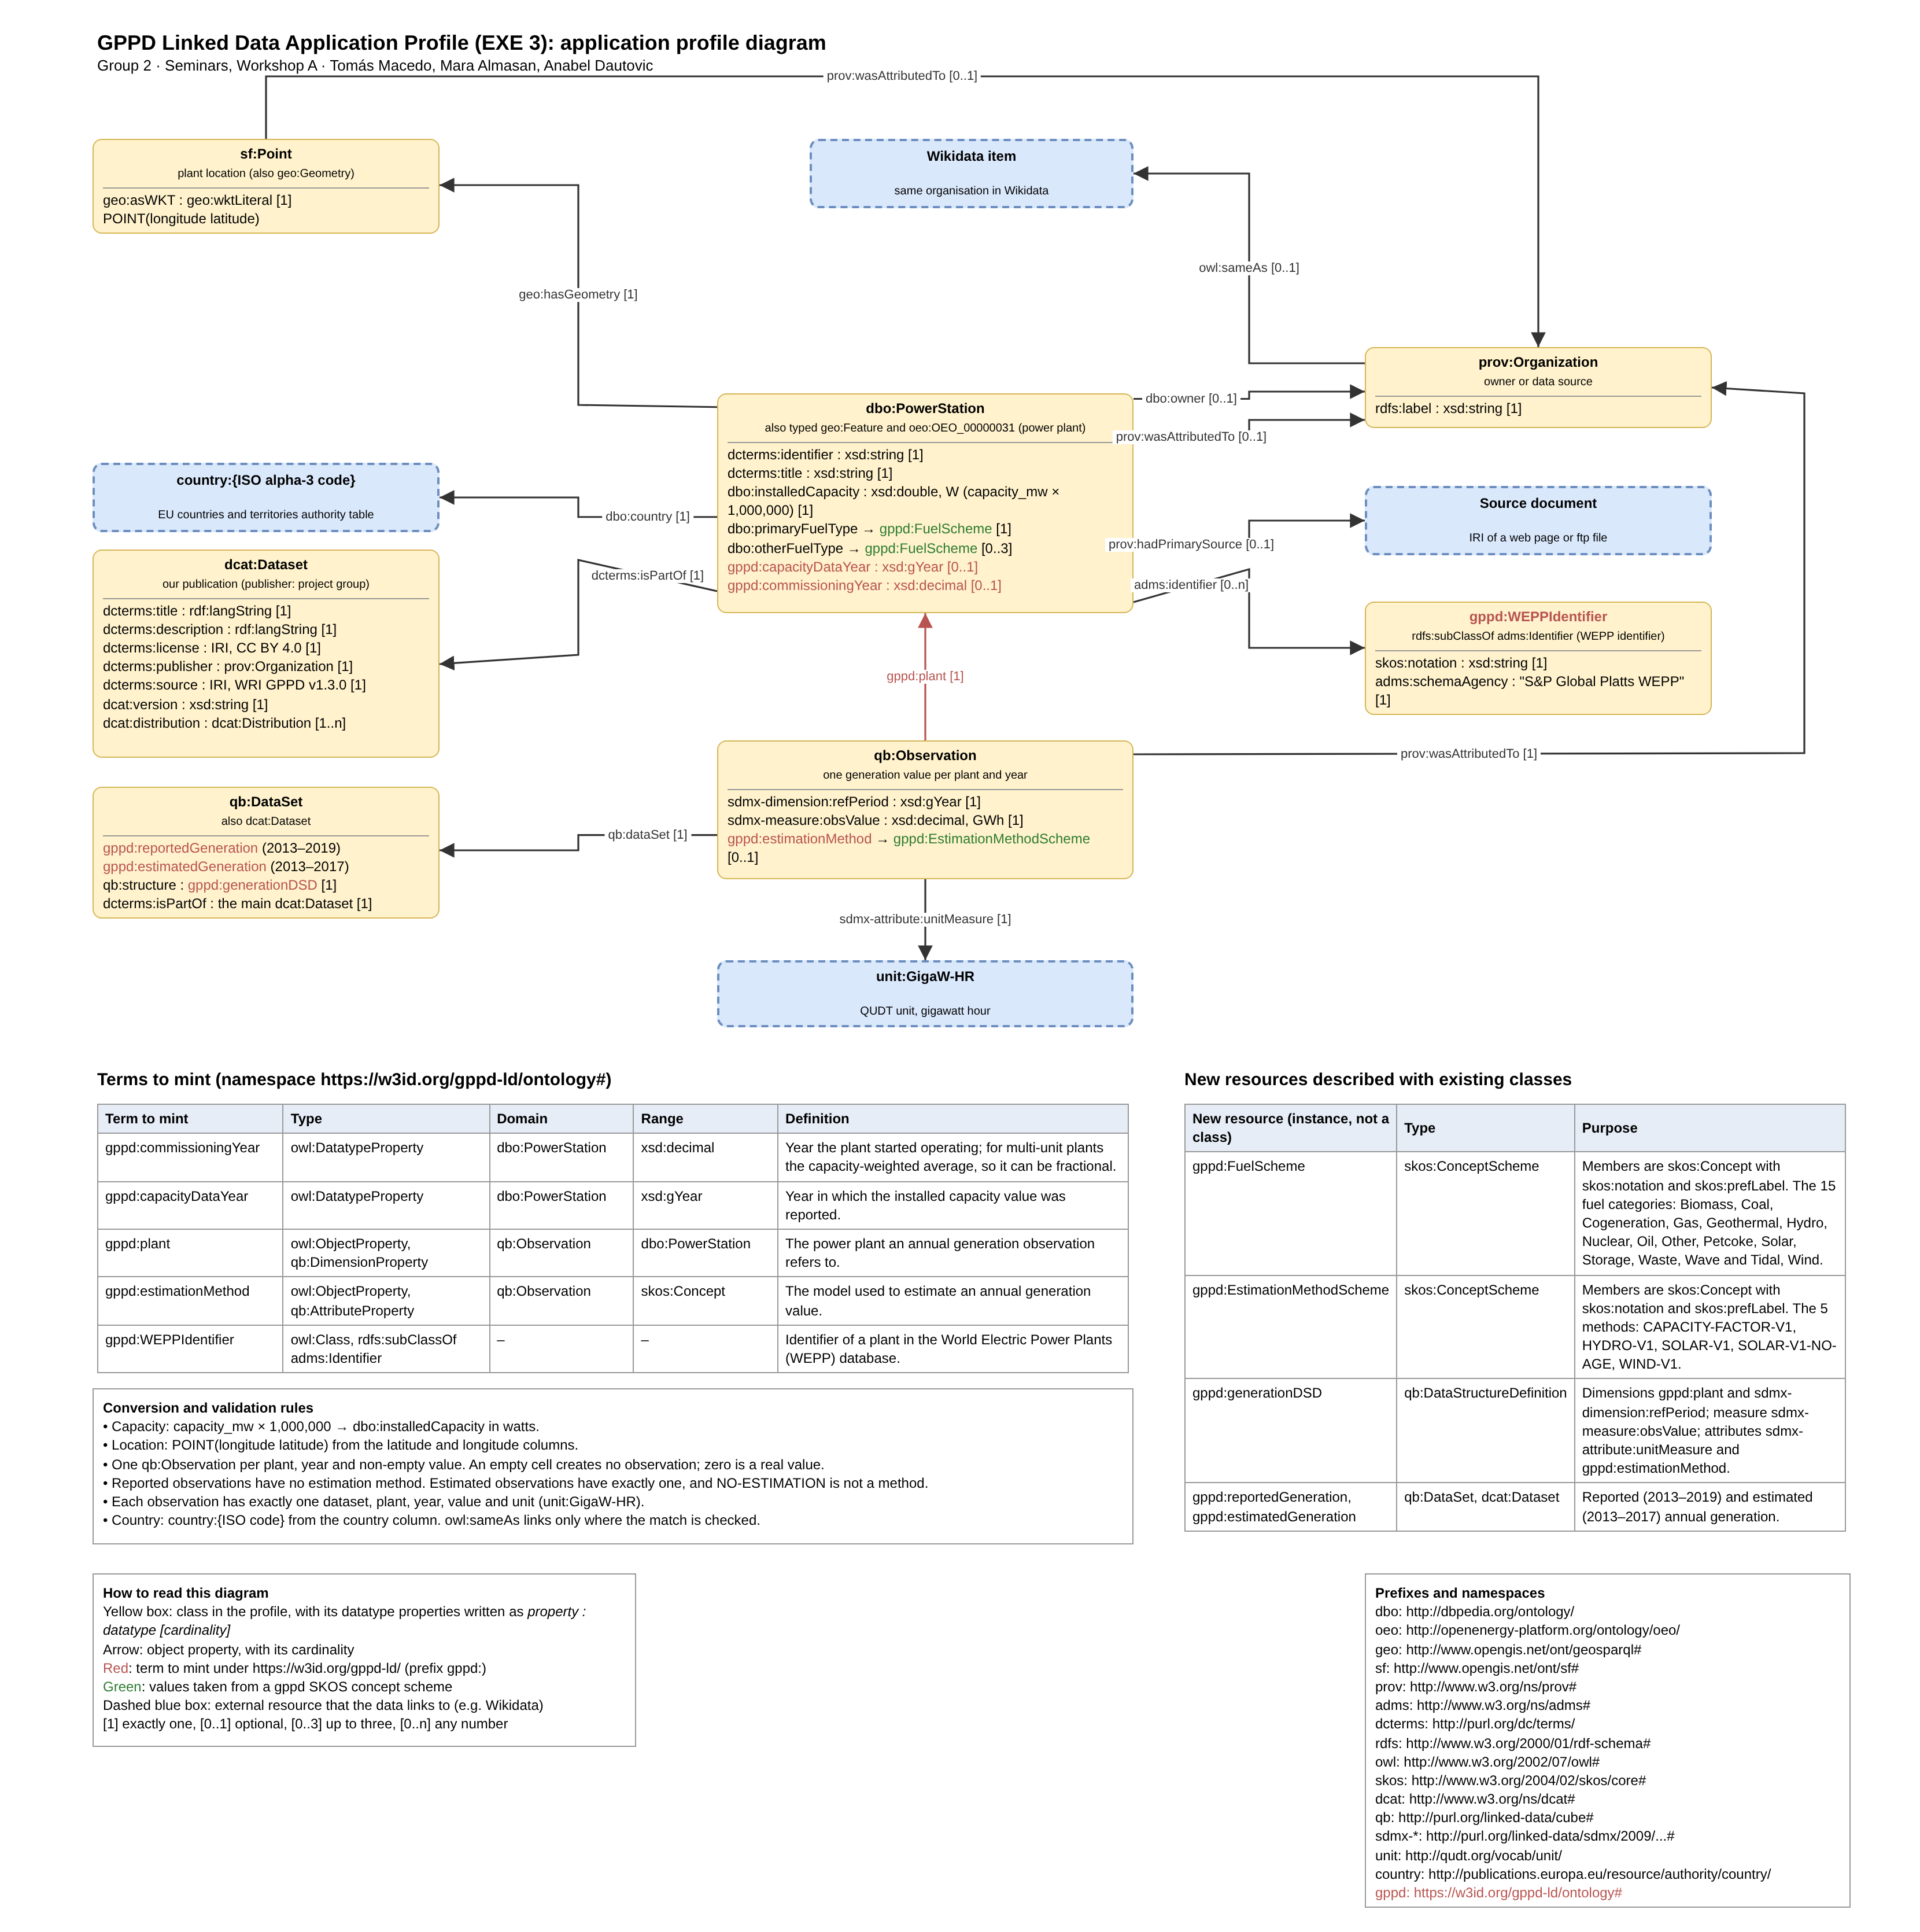 GPPD Linked Data Application Profile (EXE 3): application profile diagram
Group 2 · Seminars, Workshop A · Tomás Macedo, Mara Almasan, Anabel Dautovic
prov:wasAttributedTo [0..1]
sf:Point
plant location (also geo:Geometry)
geo:asWKT : geo:wktLiteral [1]
POINT(longitude latitude)
Wikidata item
same organisation in Wikidata
owl:sameAs [0..1]
geo:hasGeometry [1]
prov:Organization
owner or data source
rdfs:label : xsd:string [1]
dbo:owner [0..1]
prov:wasAttributedTo [0..1]
dbo:PowerStation
also typed geo:Feature and oeo:OEO_00000031 (power plant)
dcterms:identifier : xsd:string [1]
dcterms:title : xsd:string [1]
dbo:installedCapacity : xsd:double, W (capacity_mw ×
1,000,000) [1]
dbo:primaryFuelType → gppd:FuelScheme [1]
dbo:otherFuelType → gppd:FuelScheme [0..3]
gppd:capacityDataYear : xsd:gYear [0..1]
gppd:commissioningYear : xsd:decimal [0..1]
country:{ISO alpha-3 code}
EU countries and territories authority table
dbo:country [1]
Source document
IRI of a web page or ftp file
prov:hadPrimarySource [0..1]
dcat:Dataset
our publication (publisher: project group)
dcterms:title : rdf:langString [1]
dcterms:description : rdf:langString [1]
dcterms:license : IRI, CC BY 4.0 [1]
dcterms:publisher : prov:Organization [1]
dcterms:source : IRI, WRI GPPD v1.3.0 [1]
dcat:version : xsd:string [1]
dcat:distribution : dcat:Distribution [1..n]
dcterms:isPartOf [1]
adms:identifier [0..n]
gppd:WEPPIdentifier
rdfs:subClassOf adms:Identifier (WEPP identifier)
skos:notation : xsd:string [1]
adms:schemaAgency : "S&P Global Platts WEPP"
[1]
gppd:plant [1]
qb:Observation
one generation value per plant and year
sdmx-dimension:refPeriod : xsd:gYear [1]
sdmx-measure:obsValue : xsd:decimal, GWh [1]
gppd:estimationMethod → gppd:EstimationMethodScheme
[0..1]
prov:wasAttributedTo [1]
qb:DataSet
also dcat:Dataset
gppd:reportedGeneration (2013–2019)
gppd:estimatedGeneration (2013–2017)
qb:structure : gppd:generationDSD [1]
dcterms:isPartOf : the main dcat:Dataset [1]
qb:dataSet [1]
sdmx-attribute:unitMeasure [1]
unit:GigaW-HR
QUDT unit, gigawatt hour
Terms to mint (namespace https://w3id.org/gppd-ld/ontology#)
Term to mint Type Domain Range Definition
gppd:commissioningYear owl:DatatypeProperty dbo:PowerStation xsd:decimal Year the plant started operating; for multi-unit plants
the capacity-weighted average, so it can be fractional.
gppd:capacityDataYear owl:DatatypeProperty dbo:PowerStation xsd:gYear Year in which the installed capacity value was
reported.
gppd:plant owl:ObjectProperty, qb:Observation dbo:PowerStation The power plant an annual generation observation
qb:DimensionProperty refers to.
gppd:estimationMethod owl:ObjectProperty, qb:Observation skos:Concept The model used to estimate an annual generation
qb:AttributeProperty value.
gppd:WEPPIdentifier owl:Class, rdfs:subClassOf – – Identifier of a plant in the World Electric Power Plants
adms:Identifier (WEPP) database.
New resources described with existing classes
New resource (instance, not a Type Purpose
class)
gppd:FuelScheme skos:ConceptScheme Members are skos:Concept with
skos:notation and skos:prefLabel. The 15
fuel categories: Biomass, Coal,
Cogeneration, Gas, Geothermal, Hydro,
Nuclear, Oil, Other, Petcoke, Solar,
Storage, Waste, Wave and Tidal, Wind.
gppd:EstimationMethodScheme skos:ConceptScheme Members are skos:Concept with
skos:notation and skos:prefLabel. The 5
methods: CAPACITY-FACTOR-V1,
HYDRO-V1, SOLAR-V1, SOLAR-V1-NO-
AGE, WIND-V1.
gppd:generationDSD qb:DataStructureDefinition Dimensions gppd:plant and sdmx-
dimension:refPeriod; measure sdmx-
measure:obsValue; attributes sdmx-
attribute:unitMeasure and
gppd:estimationMethod.
gppd:reportedGeneration, qb:DataSet, dcat:Dataset Reported (2013–2019) and estimated
gppd:estimatedGeneration (2013–2017) annual generation.
Conversion and validation rules
• Capacity: capacity_mw × 1,000,000 → dbo:installedCapacity in watts.
• Location: POINT(longitude latitude) from the latitude and longitude columns.
• One qb:Observation per plant, year and non-empty value. An empty cell creates no observation; zero is a real value.
• Reported observations have no estimation method. Estimated observations have exactly one, and NO-ESTIMATION is not a method.
• Each observation has exactly one dataset, plant, year, value and unit (unit:GigaW-HR).
• Country: country:{ISO code} from the country column. owl:sameAs links only where the match is checked.
How to read this diagram
Yellow box: class in the profile, with its datatype properties written as property :
datatype [cardinality]
Arrow: object property, with its cardinality
Red: term to mint under https://w3id.org/gppd-ld/ (prefix gppd:)
Green: values taken from a gppd SKOS concept scheme
Dashed blue box: external resource that the data links to (e.g. Wikidata)
[1] exactly one, [0..1] optional, [0..3] up to three, [0..n] any number
Prefixes and namespaces
dbo: http://dbpedia.org/ontology/
oeo: http://openenergy-platform.org/ontology/oeo/
geo: http://www.opengis.net/ont/geosparql#
sf: http://www.opengis.net/ont/sf#
prov: http://www.w3.org/ns/prov#
adms: http://www.w3.org/ns/adms#
dcterms: http://purl.org/dc/terms/
rdfs: http://www.w3.org/2000/01/rdf-schema#
owl: http://www.w3.org/2002/07/owl#
skos: http://www.w3.org/2004/02/skos/core#
dcat: http://www.w3.org/ns/dcat#
qb: http://purl.org/linked-data/cube#
sdmx-*: http://purl.org/linked-data/sdmx/2009/...#
unit: http://qudt.org/vocab/unit/
country: http://publications.europa.eu/resource/authority/country/
gppd: https://w3id.org/gppd-ld/ontology#